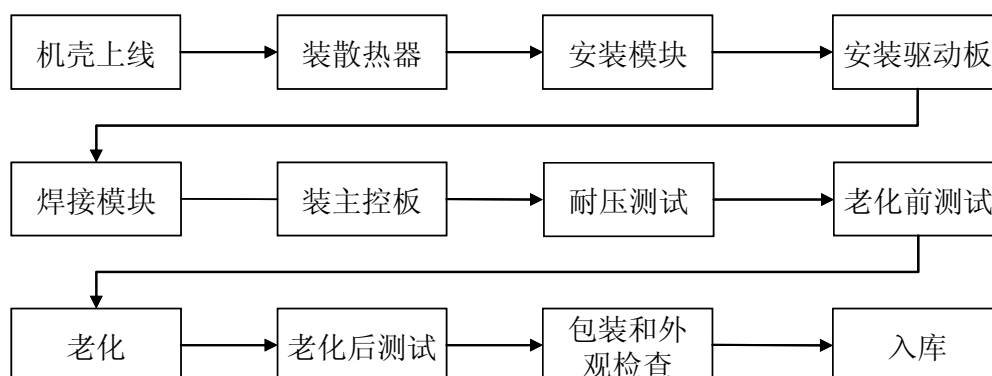 机壳上线
装散热器
安装模块
安装驱动板
焊接模块
装主控板
耐压测试
老化前测试
老化
老化后测试
包装和外
观检查
入库